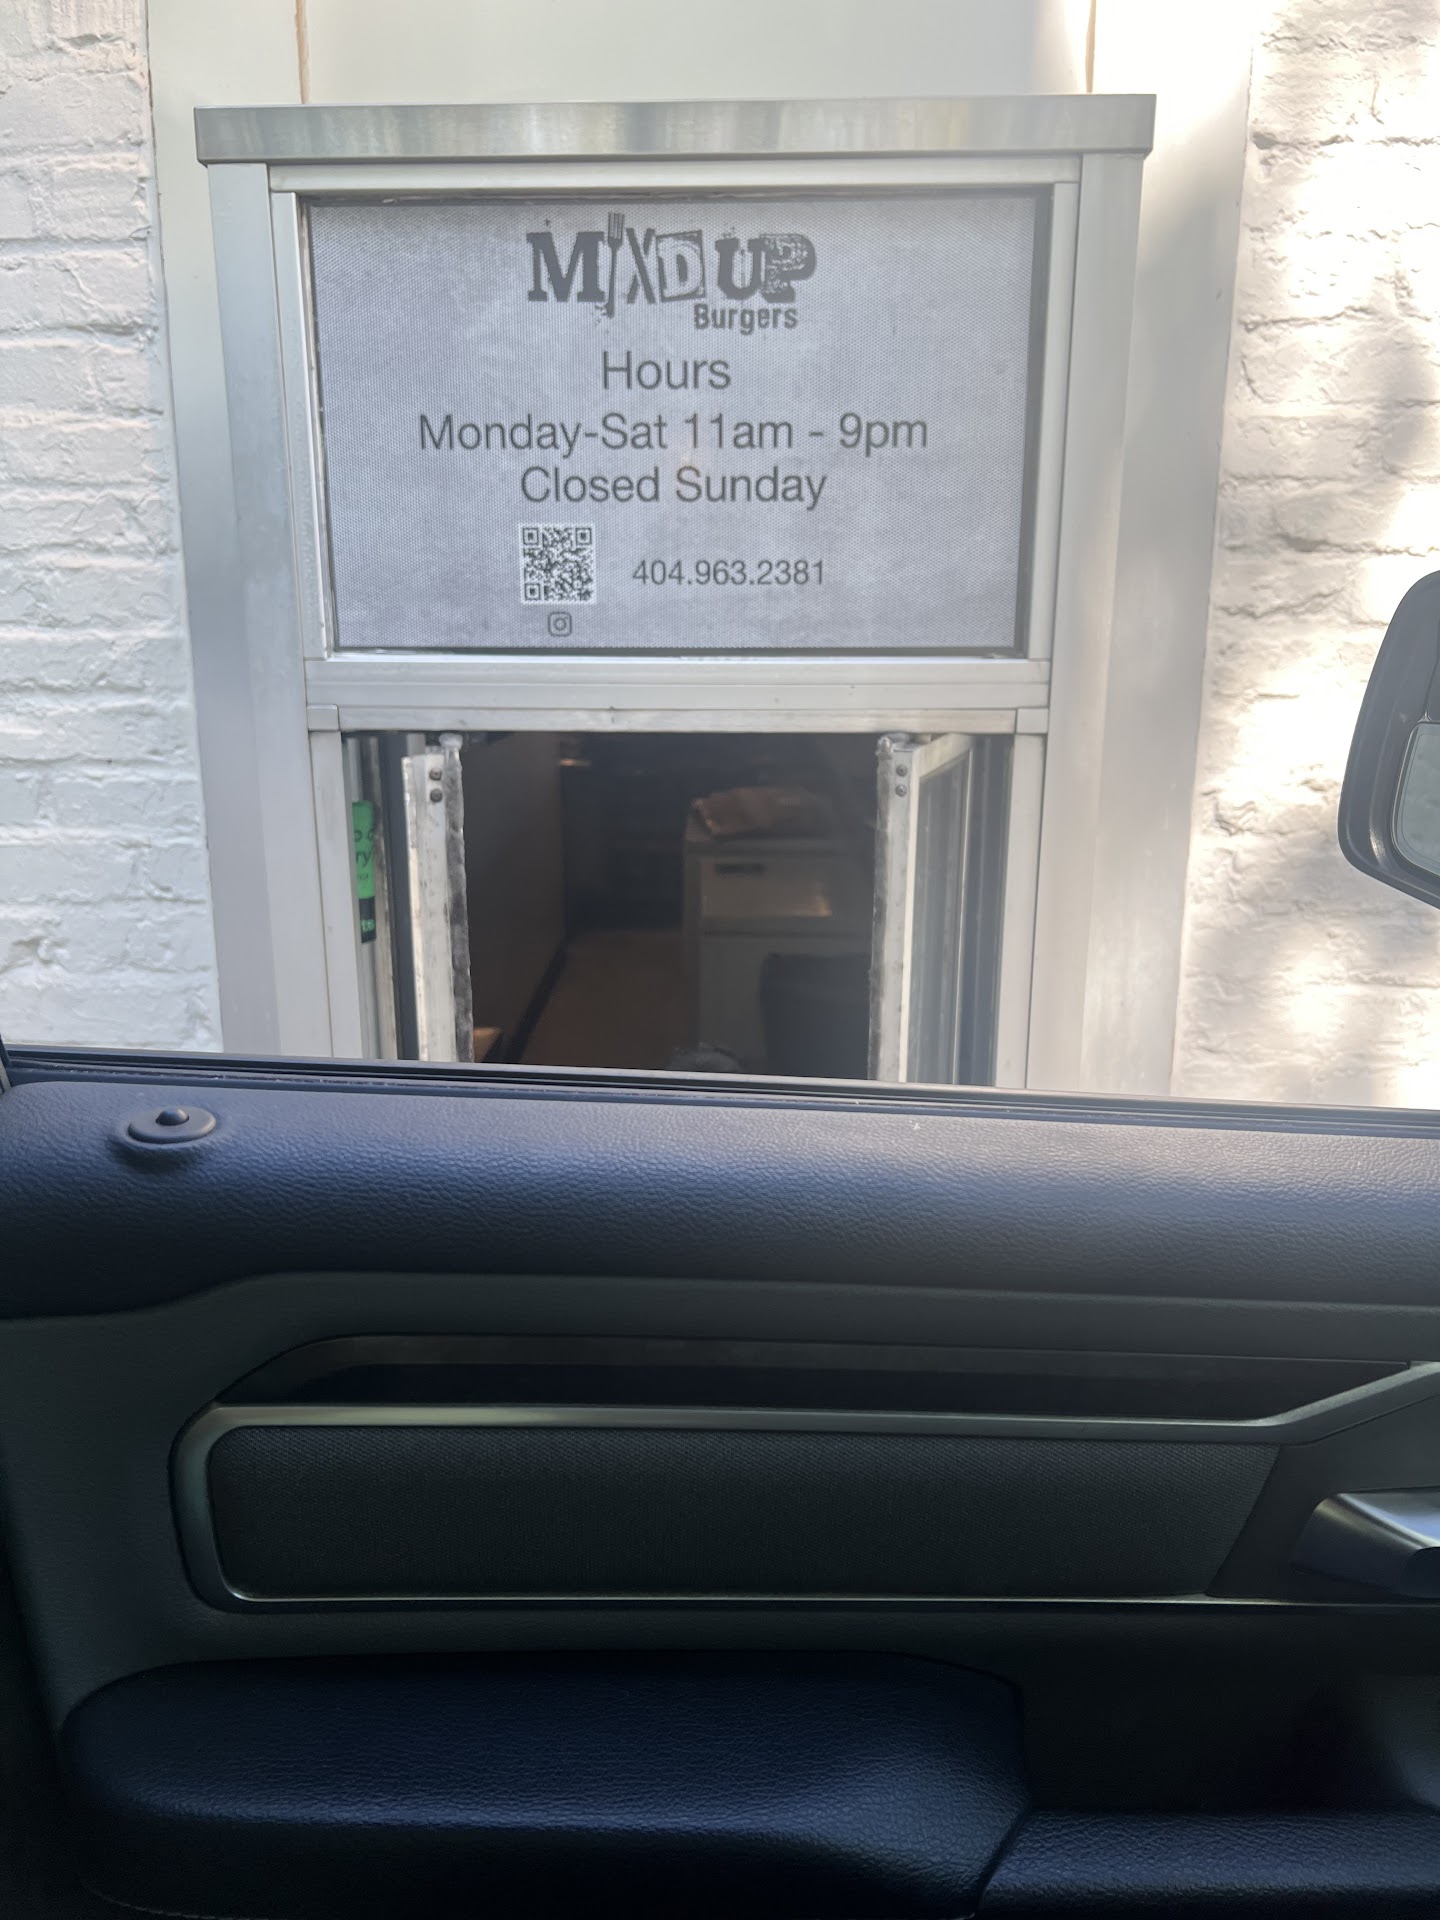 MIXD UP
Burgers
Hours
Monday-Sat 11am - 9pm
Closed Sunday
404.963.2381